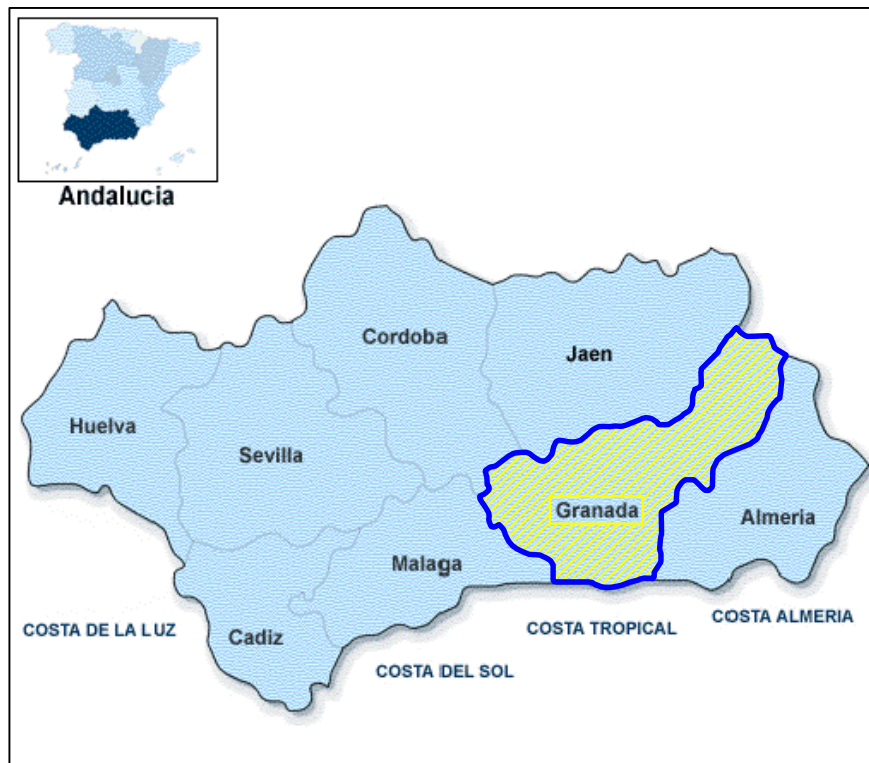 Andalucia
Cordoba
Jaen
Huelva
Sevilla
Granada
Almeria
Malaga
Cadiz
COSTA DE LA LUZ
COSTA DEL SOL
COSTA TROPICAL
COSTA ALMERIA